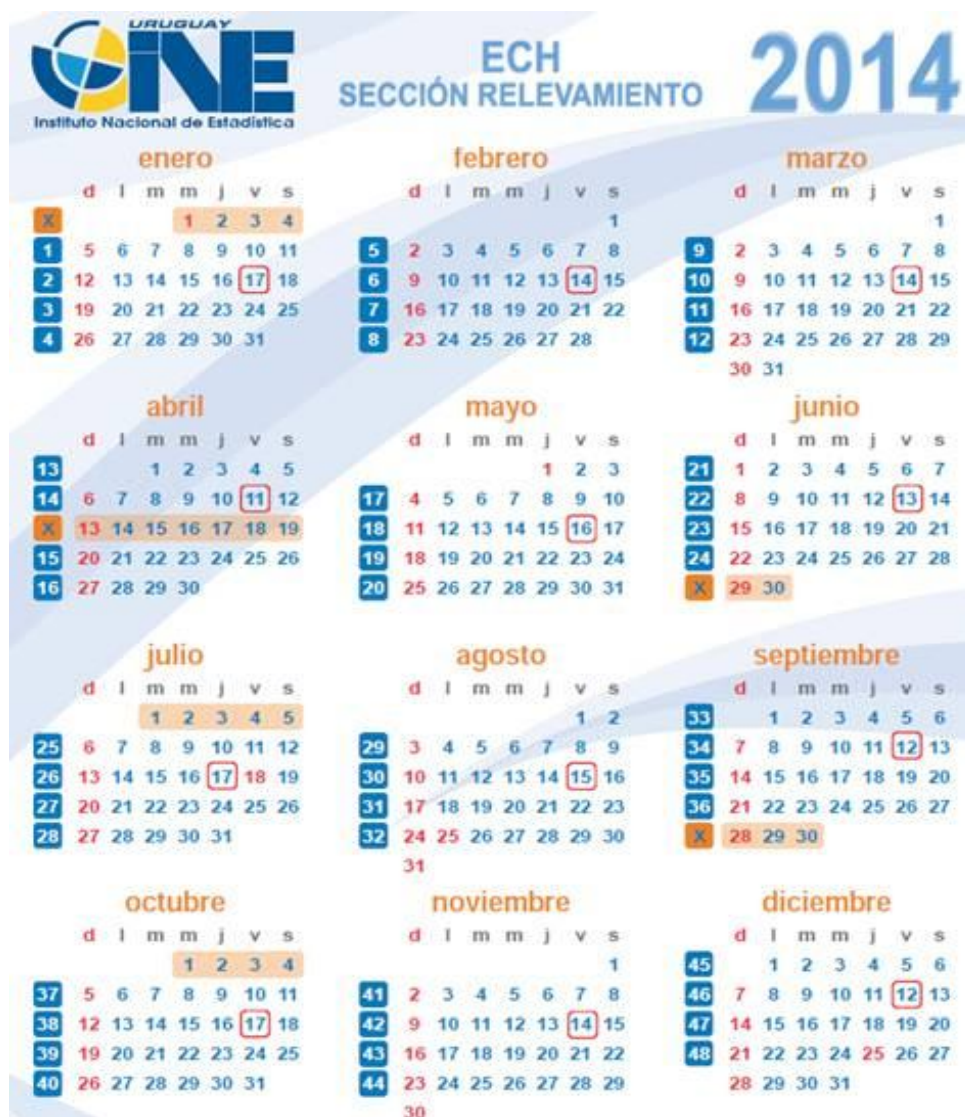 URUGUAY
INE
Instituto Nacional de Estadística
ECH
SECCIÓN RELEVAMIENTO
2014
enero
d l m m j v s
X 1 2 3 4
1 5 6 7 8 9 10 11
2 12 13 14 15 16 17 18
3 19 20 21 22 23 24 25
4 26 27 28 29 30 31
febrero
d l m m j v s
1
5 2 3 4 5 6 7 8
6 9 10 11 12 13 14 15
7 16 17 18 19 20 21 22
8 23 24 25 26 27 28
marzo
d l m m j v s
1
9 2 3 4 5 6 7 8
10 9 10 11 12 13 14 15
11 16 17 18 19 20 21 22
12 23 24 25 26 27 28 29
30 31
abril
d l m m j v s
13 1 2 3 4 5
14 6 7 8 9 10 11 12
X 13 14 15 16 17 18 19
15 20 21 22 23 24 25 26
16 27 28 29 30
mayo
d l m m j v s
1 2 3
17 4 5 6 7 8 9 10
18 11 12 13 14 15 16 17
19 18 19 20 21 22 23 24
20 25 26 27 28 29 30 31
junio
d l m m j v s
21 1 2 3 4 5 6 7
22 8 9 10 11 12 13 14
23 15 16 17 18 19 20 21
24 22 23 24 25 26 27 28
X 29 30
julio
d l m m j v s
1 2 3 4 5
25 6 7 8 9 10 11 12
26 13 14 15 16 17 18 19
27 20 21 22 23 24 25 26
28 27 28 29 30 31
agosto
d l m m j v s
1 2
29 3 4 5 6 7 8 9
30 10 11 12 13 14 15 16
31 17 18 19 20 21 22 23
32 24 25 26 27 28 29 30
31
septiembre
d l m m j v s
33 1 2 3 4 5 6
34 7 8 9 10 11 12 13
35 14 15 16 17 18 19 20
36 21 22 23 24 25 26 27
X 28 29 30
octubre
d l m m j v s
1 2 3 4
37 5 6 7 8 9 10 11
38 12 13 14 15 16 17 18
39 19 20 21 22 23 24 25
40 26 27 28 29 30 31
noviembre
d l m m j v s
1
41 2 3 4 5 6 7 8
42 9 10 11 12 13 14 15
43 16 17 18 19 20 21 22
44 23 24 25 26 27 28 29
30
diciembre
d l m m j v s
45 1 2 3 4 5 6
46 7 8 9 10 11 12 13
47 14 15 16 17 18 19 20
48 21 22 23 24 25 26 27
28 29 30 31